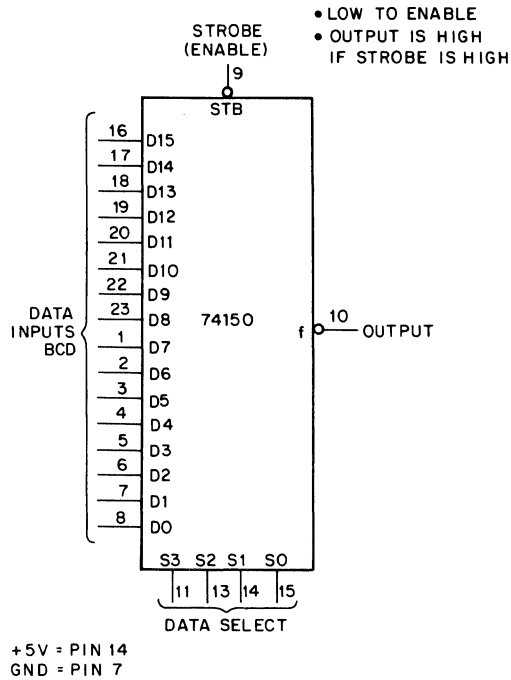 • LOW TO ENABLE
• OUTPUT IS HIGH
IF STROBE IS HIGH
STROBE
(ENABLE)
9
STB
16 D15
17 D14
18 D13
19 D12
20 D11
21 D10
22 D9
23 D8
1 D7
2 D6
3 D5
4 D4
5 D3
6 D2
7 D1
8 D0
DATA
INPUTS
BCD
74150
f 10 OUTPUT
S3 S2 S1 S0
11 13 14 15
DATA SELECT
+5V = PIN 14
GND = PIN 7